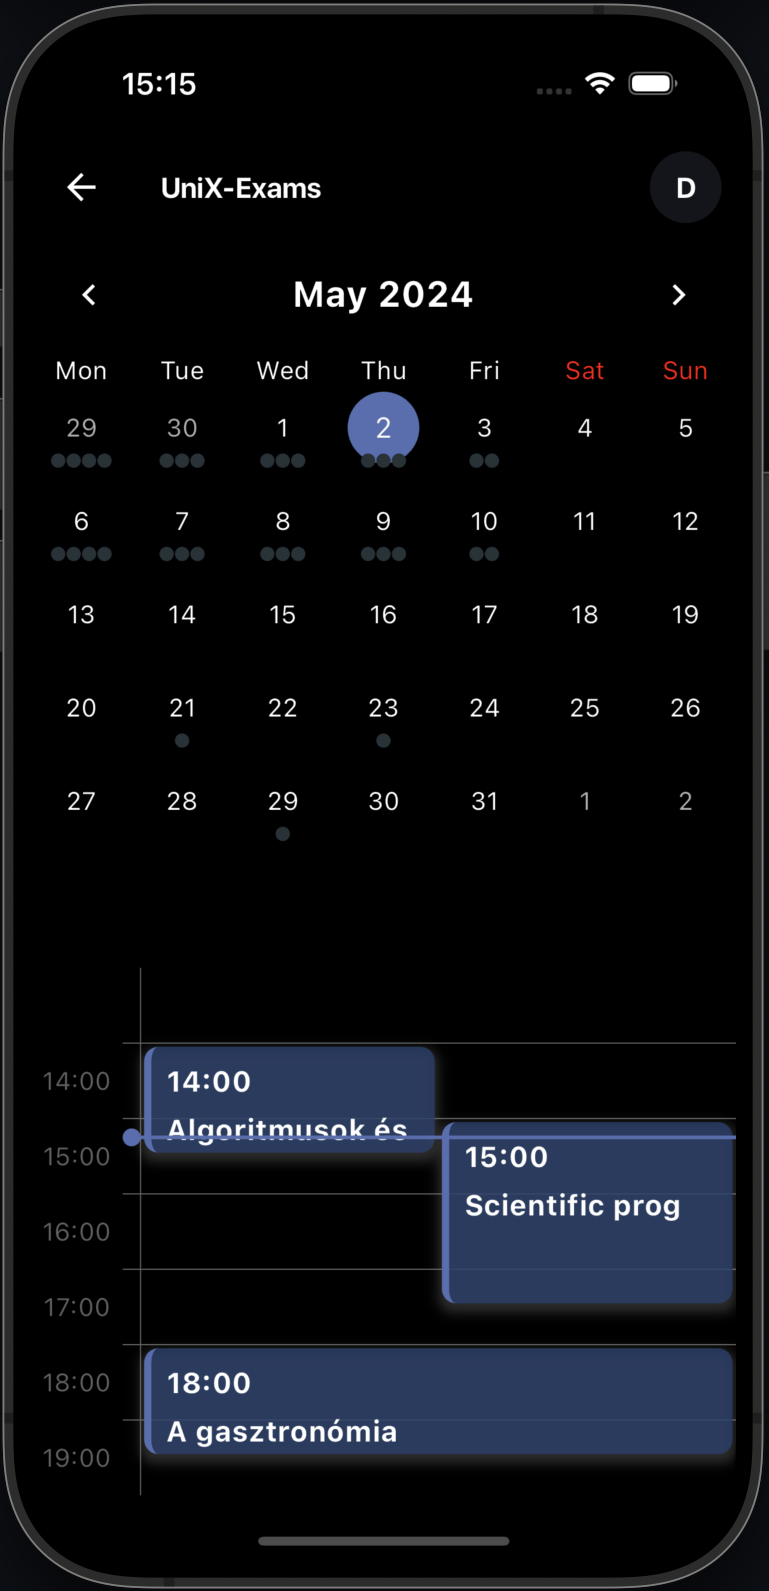 15:15
UniX-Exams
D
May 2024
Mon Tue Wed Thu Fri Sat Sun
29 30 1 2 3 4 5
6 7 8 9 10 11 12
13 14 15 16 17 18 19
20 21 22 23 24 25 26
27 28 29 30 31 1 2
14:00
14:00
Algoritmusok és
15:00
15:00
Scientific prog
16:00
17:00
18:00
18:00
A gasztronómia
19:00